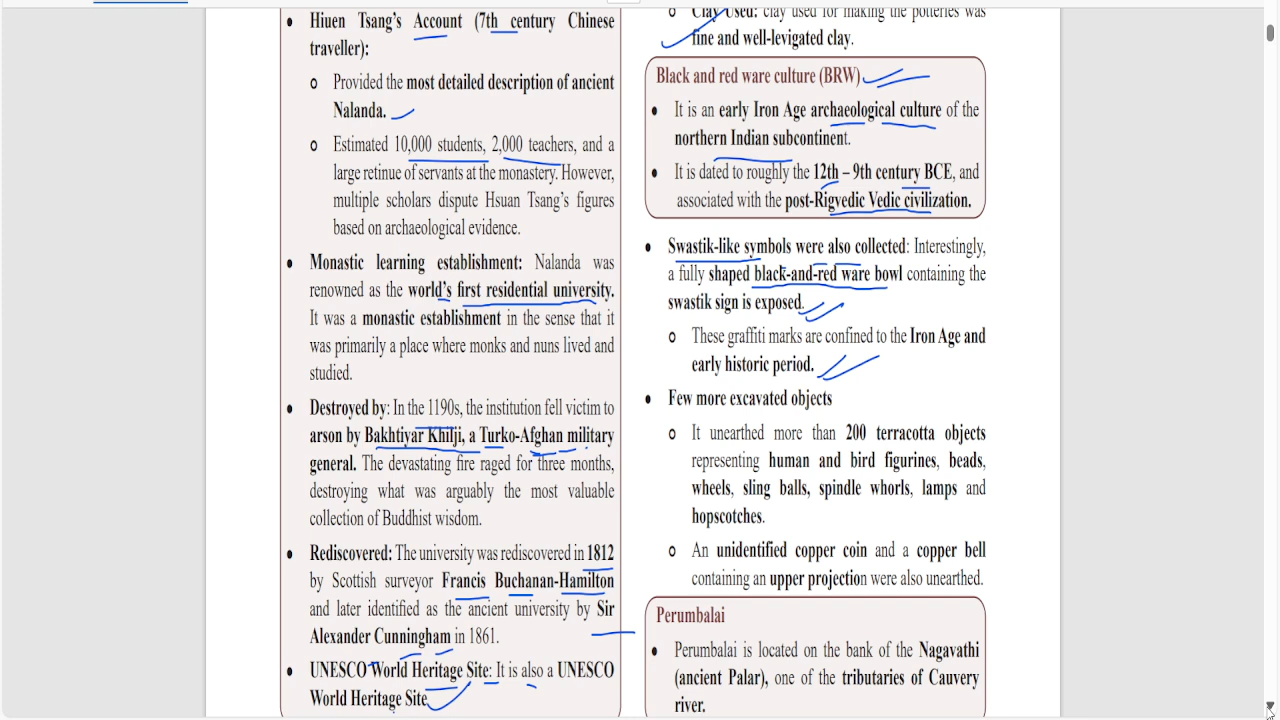 • Hiuen Tsang's Account (7th century Chinese
traveller):
o Provided the most detailed description of ancient
Nalanda.
o Estimated 10,000 students, 2,000 teachers, and a
large retinue of servants at the monastery. However,
multiple scholars dispute Hsuan Tsang's figures
based on archaeological evidence.
• Monastic learning establishment: Nalanda was
renowned as the world's first residential university.
It was a monastic establishment in the sense that it
was primarily a place where monks and nuns lived and
studied.
• Destroyed by: In the 1190s, the institution fell victim to
arson by Bakhtiyar Khilji, a Turko-Afghan military
general. The devastating fire raged for three months,
destroying what was arguably the most valuable
collection of Buddhist wisdom.
• Rediscovered: The university was rediscovered in 1812
by Scottish surveyor Francis Buchanan-Hamilton
and later identified as the ancient university by Sir
Alexander Cunningham in 1861.
• UNESCO World Heritage Site: It is also a UNESCO
World Heritage Site
o Clay Used: clay used for making the potteries was
fine and well-levigated clay.
Black and red ware culture (BRW)
• It is an early Iron Age archaeological culture of the
northern Indian subcontinent.
• It is dated to roughly the 12th – 9th century BCE, and
associated with the post-Rigvedic Vedic civilization.
• Swastik-like symbols were also collected: Interestingly,
a fully shaped black-and-red ware bowl containing the
swastik sign is exposed.
o These graffiti marks are confined to the Iron Age and
early historic period.
• Few more excavated objects
o It unearthed more than 200 terracotta objects
representing human and bird figurines, beads,
wheels, sling balls, spindle whorls, lamps and
hopscotches.
o An unidentified copper coin and a copper bell
containing an upper projection were also unearthed.
Perumbalai
• Perumbalai is located on the bank of the Nagavathi
(ancient Palar), one of the tributaries of Cauvery
river.